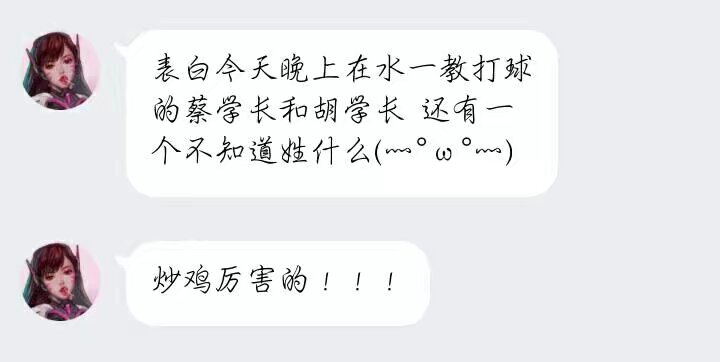 表白今天晚上在水一教打球
的蔡学长和胡学长 还有一
个不知道姓什么(﹏°ω°﹏)
炒鸡厉害的！！！